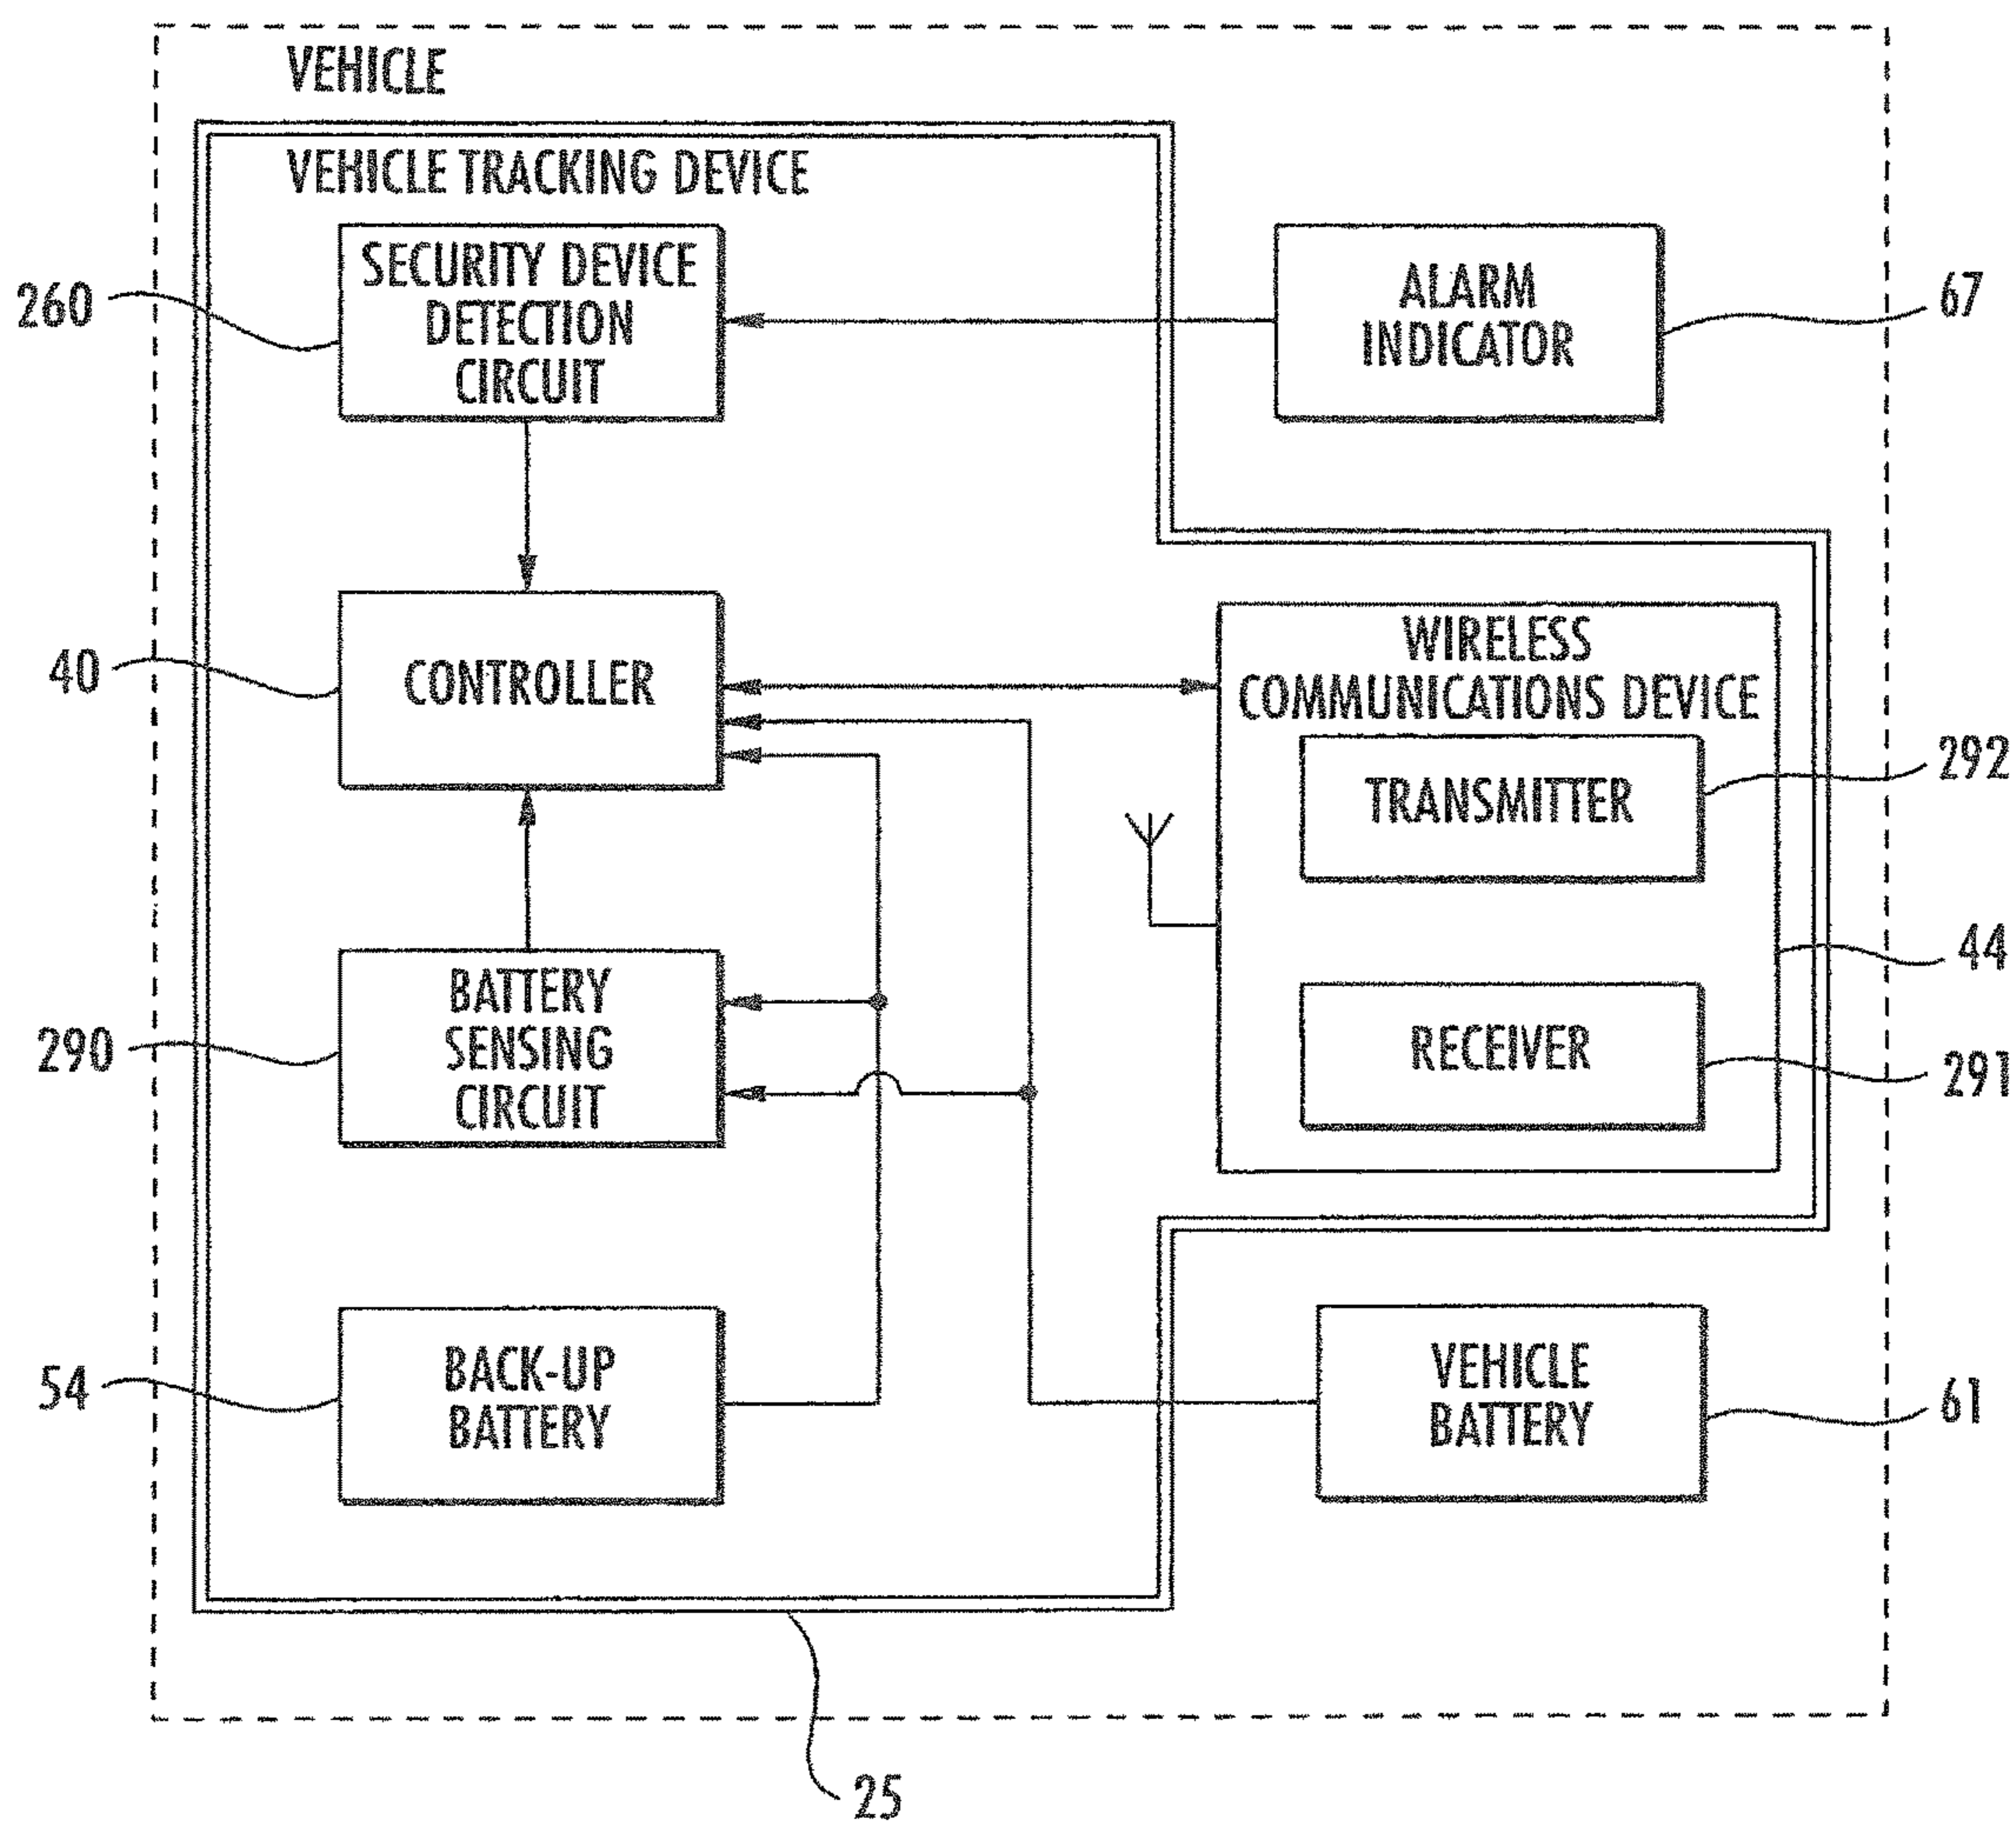 VEHICLE
VEHICLE TRACKING DEVICE
SECURITY DEVICE
DETECTION
CIRCUIT
260
ALARM
INDICATOR
67
CONTROLLER
40
WIRELESS
COMMUNICATIONS DEVICE
TRANSMITTER
292
44
RECEIVER
291
BATTERY
SENSING
CIRCUIT
290
BACK-UP
BATTERY
54
VEHICLE
BATTERY
61
25